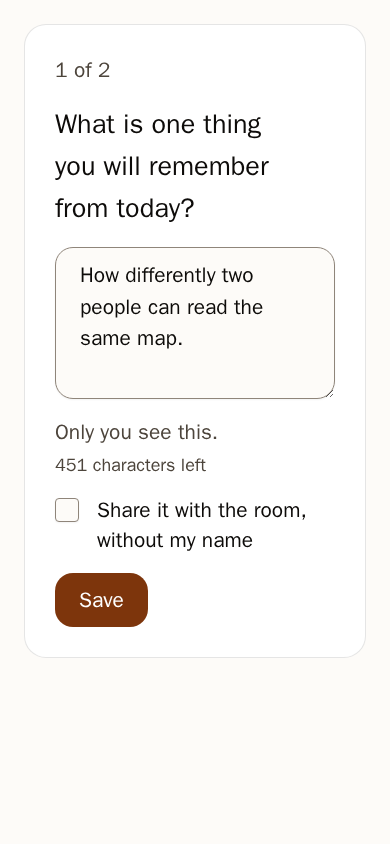 1 of 2
What is one thing
you will remember
from today?
How differently two
people can read the
same map.
Only you see this.
451 characters left
Share it with the room,
without my name
Save